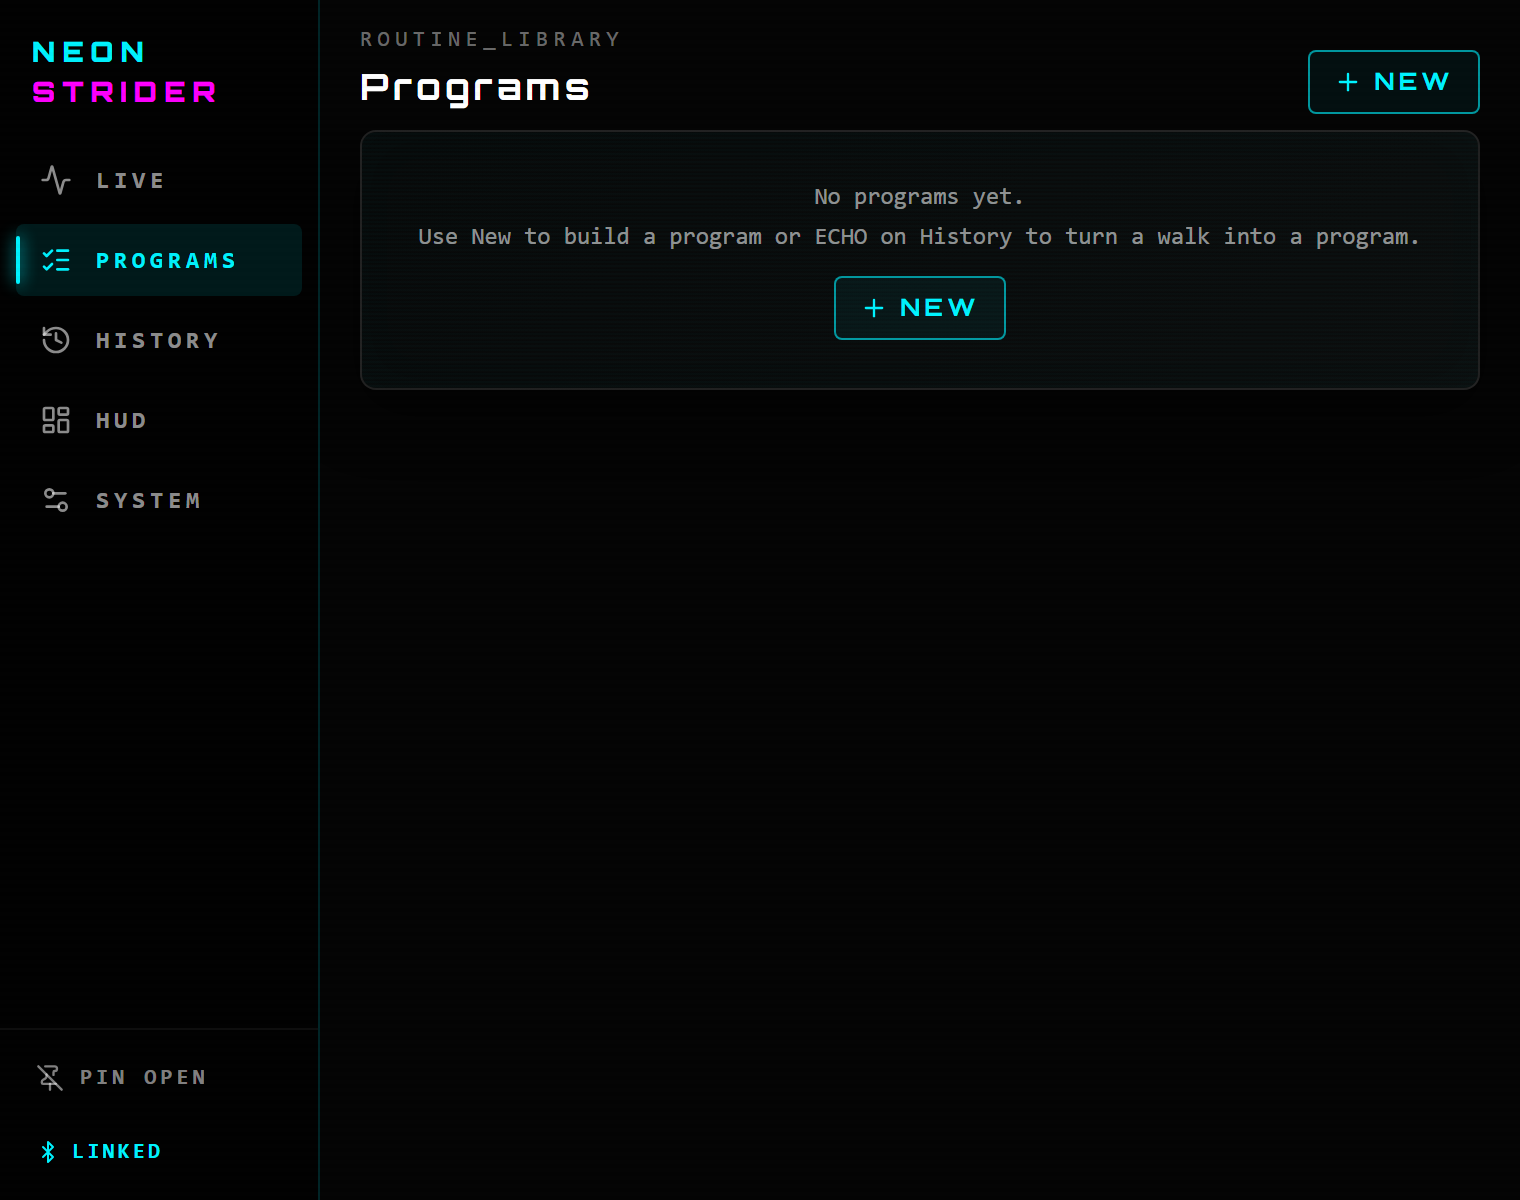 NEON
STRIDER
LIVE
PROGRAMS
HISTORY
HUD
SYSTEM
PIN OPEN
LINKED
ROUTINE_LIBRARY
Programs
+ NEW
No programs yet.
Use New to build a program or ECHO on History to turn a walk into a program.
+ NEW